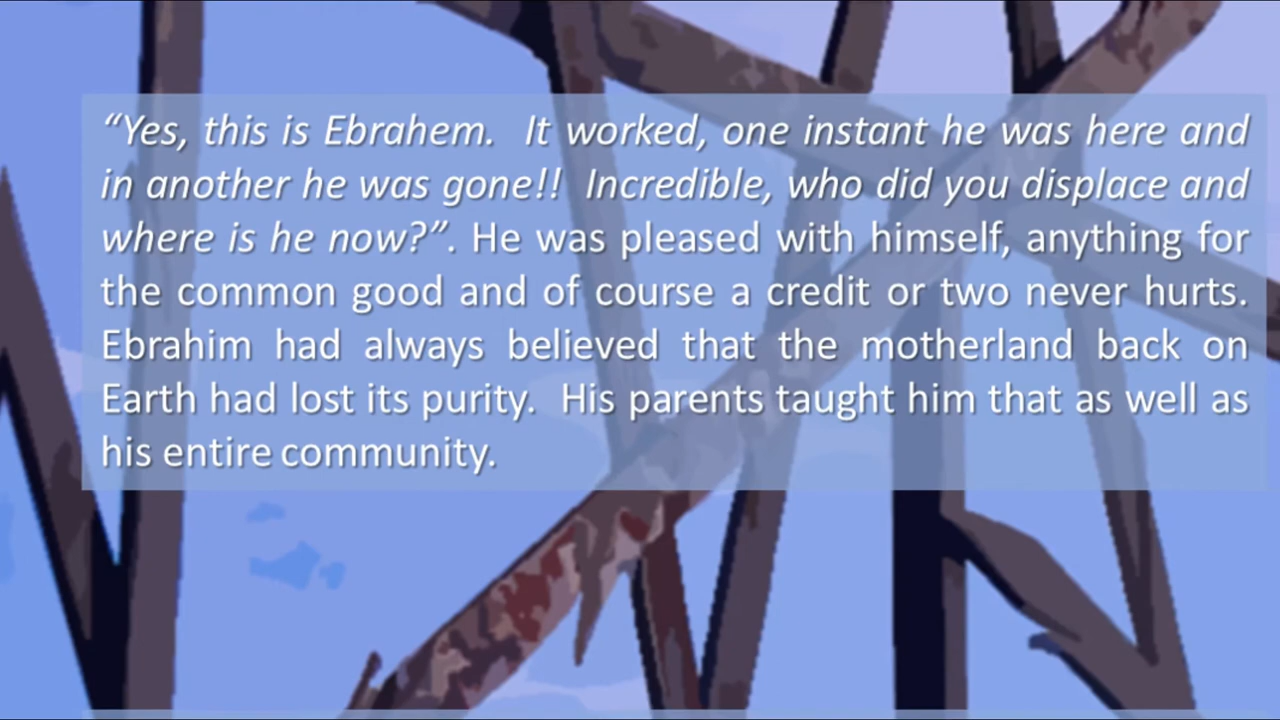 “Yes, this is Ebrahem.  It worked, one instant he was here and
in another he was gone!!  Incredible, who did you displace and
where is he now?”. He was pleased with himself, anything for
the common good and of course a credit or two never hurts.
Ebrahim had always believed that the motherland back on
Earth had lost its purity.  His parents taught him that as well as
his entire community.